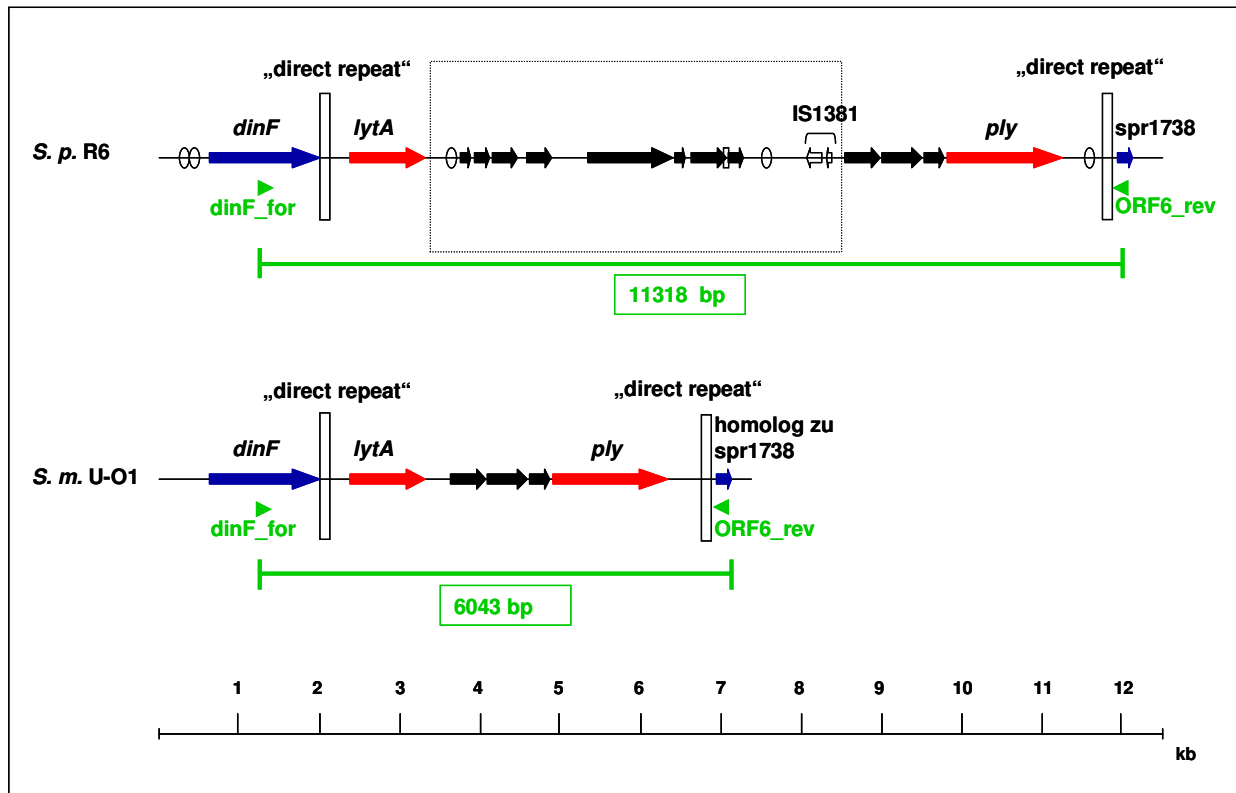 „direct repeat“
„direct repeat“
IS1381
dinF
lytA
ply
spr1738
S. p. R6
dinF_for
ORF6_rev
11318 bp
„direct repeat“
„direct repeat“
homolog zu
spr1738
dinF
lytA
ply
S. m. U-O1
dinF_for
ORF6_rev
6043 bp
1 2 3 4 5 6 7 8 9 10 11 12
kb